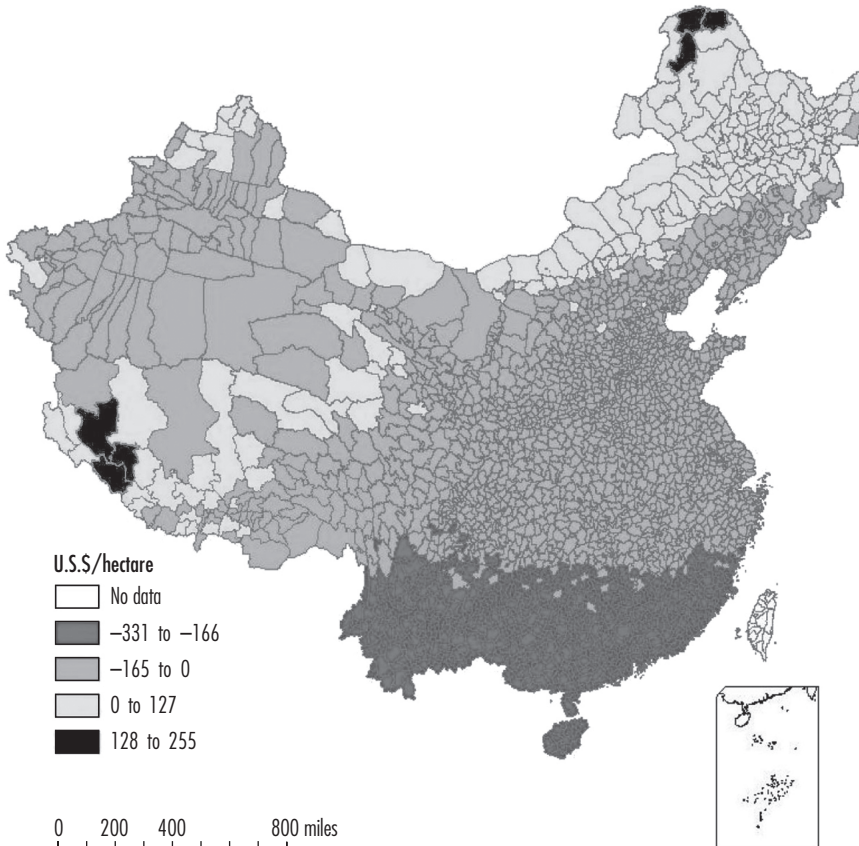 U.S.$/hectare
No data
–331 to –166
–165 to 0
0 to 127
128 to 255
0 200 400 800 miles